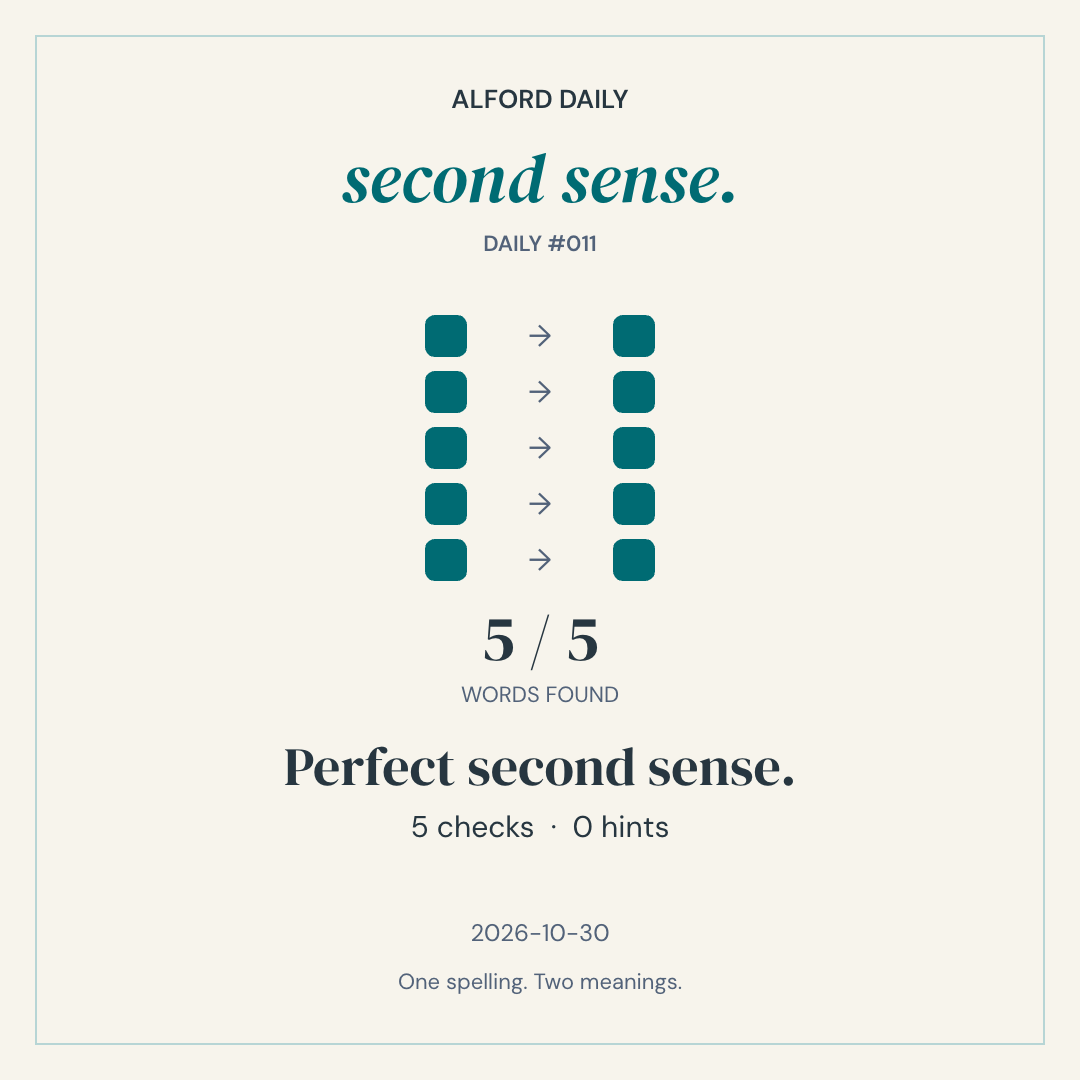 ALFORD DAILY
second sense.
DAILY #011
→
→
→
→
→
5 / 5
WORDS FOUND
Perfect second sense.
5 checks · 0 hints
2026-10-30
One spelling. Two meanings.